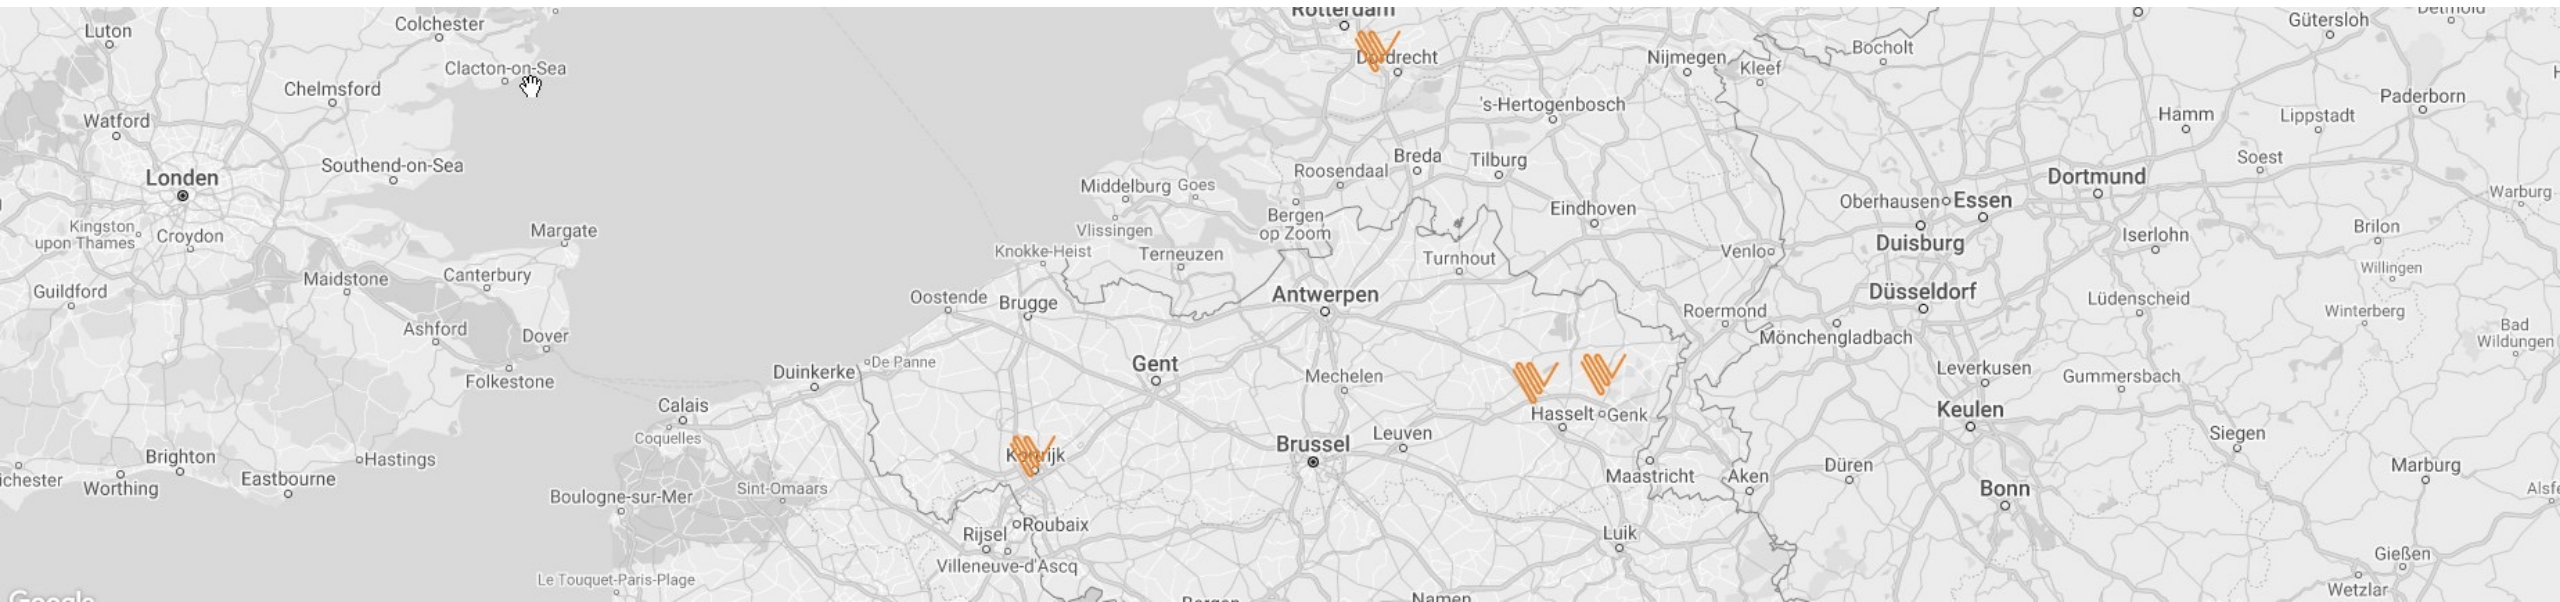 Rotterdam
Colchester
Luton
Gütersloh
Detmold
Bocholt
Dordrecht
Nijmegen
Kleef
Clacton-on-Sea
Chelmsford
's-Hertogenbosch
Paderborn
Hamm
Lippstadt
Watford
Southend-on-Sea
Breda
Tilburg
Soest
Roosendaal
Londen
Dortmund
Middelburg
Goes
Warburg
Oberhausen
Essen
Eindhoven
Bergen
op Zoom
Kingston
upon Thames
Croydon
Margate
Vlissingen
Brilon
Iserlohn
Duisburg
Knokke-Heist
Terneuzen
Turnhout
Venlo
Willingen
Maidstone
Canterbury
Guildford
Oostende
Brugge
Antwerpen
Düsseldorf
Lüdenscheid
Roermond
Winterberg
Ashford
Dover
Mönchengladbach
Bad
Wildungen
De Panne
Gent
Duinkerke
Mechelen
Leverkusen
Gummersbach
Folkestone
Calais
Hasselt
Genk
Keulen
Coquelles
Brussel
Leuven
Siegen
Kortrijk
Brighton
Hastings
ichester
Worthing
Eastbourne
Boulogne-sur-Mer
Sint-Omaars
Maastricht
Aken
Düren
Bonn
Marburg
Alsfe
Roubaix
Rijsel
Luik
Villeneuve-d'Ascq
Gießen
Le Touquet-Paris-Plage
Wetzlar
Google
Bergen
Namen